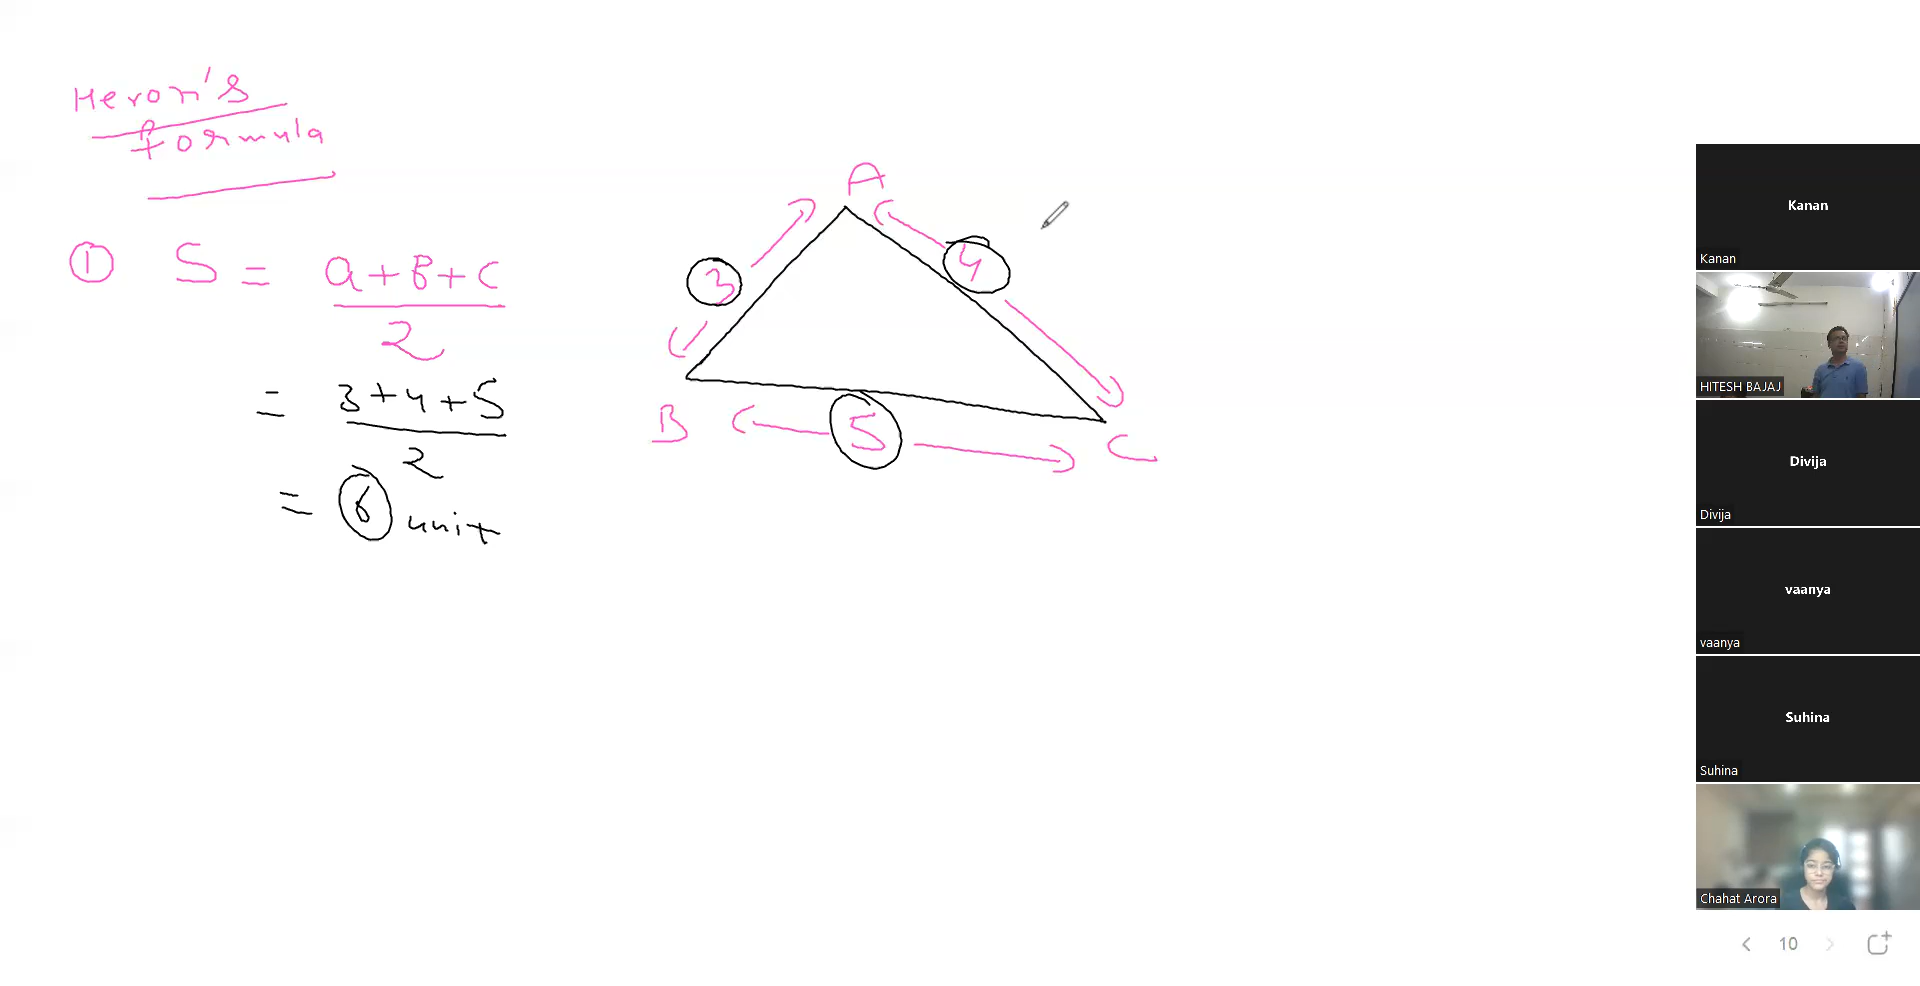 Heron's
formula
① S = a+b+c
2
= 3+4+5
2
= 6 unit
A
3
4
B
5
C
Kanan
Kanan
HITESH BAJAJ
Divija
Divija
vaanya
vaanya
Suhina
Suhina
Chahat Arora
10